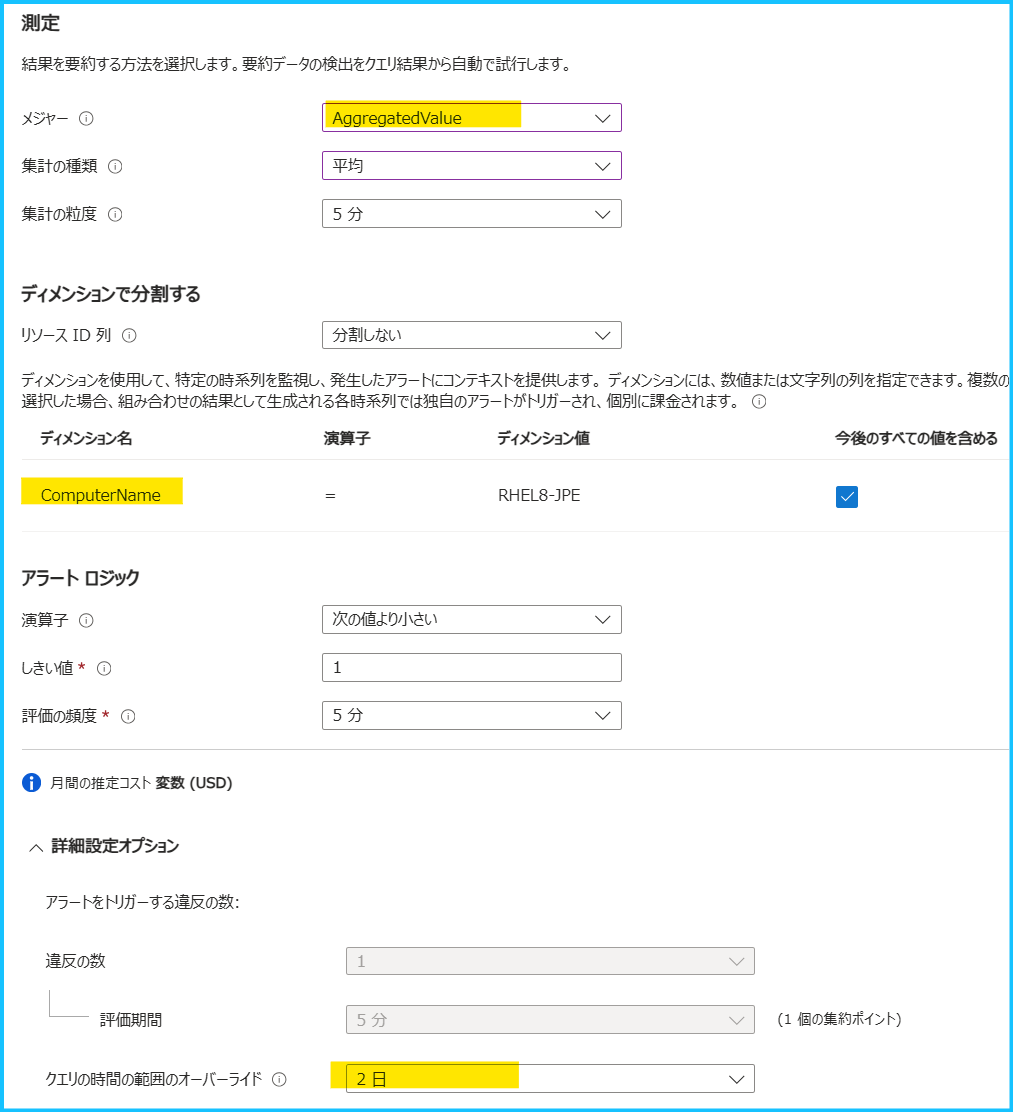 測定
結果を要約する方法を選択します。要約データの検出をクエリ結果から自動で試行します。
メジャー
AggregatedValue
集計の種類
平均
集計の粒度
5 分
ディメンションで分割する
リソース ID 列
分割しない
ディメンションを使用して、特定の時系列を監視し、発生したアラートにコンテキストを提供します。 ディメンションには、数値または文字列の列を指定できます。複数の
選択した場合、組み合わせの結果として生成される各時系列では独自のアラートがトリガーされ、個別に課金されます。
ディメンション名 演算子 ディメンション値 今後のすべての値を含める
ComputerName = RHEL8-JPE
アラート ロジック
演算子
次の値より小さい
しきい値 *
1
評価の頻度 *
5 分
月間の推定コスト 変数 (USD)
詳細設定オプション
アラートをトリガーする違反の数:
違反の数
1
評価期間
5 分
(1 個の集約ポイント)
クエリの時間の範囲のオーバーライド
2 日